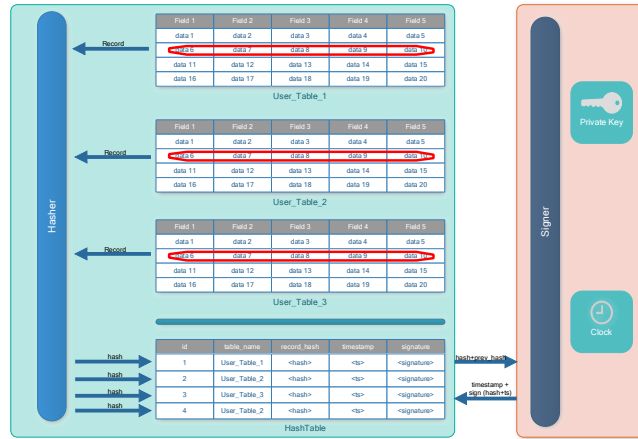 Field 1 Field 2 Field 3 Field 4 Field 5
data 1 data 2 data 3 data 4 data 5
Record
data 6 data 7 data 8 data 9 data 10
data 11 data 12 data 13 data 14 data 15
data 16 data 17 data 18 data 19 data 20
User_Table_1
Field 1 Field 2 Field 3 Field 4 Field 5
data 1 data 2 data 3 data 4 data 5
Record
data 6 data 7 data 8 data 9 data 10
data 11 data 12 data 13 data 14 data 15
data 16 data 17 data 18 data 19 data 20
User_Table_2
Field 1 Field 2 Field 3 Field 4 Field 5
data 1 data 2 data 3 data 4 data 5
Record
data 6 data 7 data 8 data 9 data 10
data 11 data 12 data 13 data 14 data 15
data 16 data 17 data 18 data 19 data 20
User_Table_3
id table_name record_hash timestamp signature
hash
1 User_Table_1 <hash> <ts> <signature>
hash
2 User_Table_2 <hash> <ts> <signature>
hash
3 User_Table_3 <hash> <ts> <signature>
hash
4 User_Table_2 <hash> <ts> <signature>
HashTable
Hasher
hash+prev_hash
timestamp +
sign (hash+ts)
Signer
Private Key
Clock